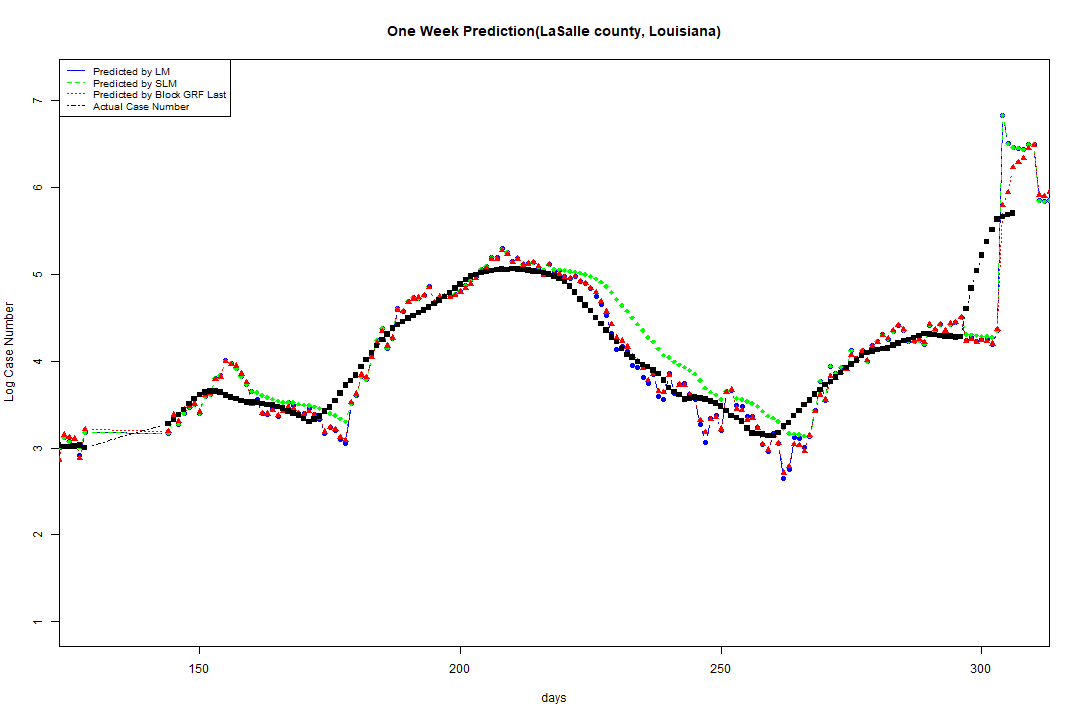 One Week Prediction(LaSalle county, Louisiana)
Predicted by LM
Predicted by SLM
Predicted by Block GRF Last
Actual Case Number
Log Case Number
7
6
5
4
3
2
1
150 200 250 300
days